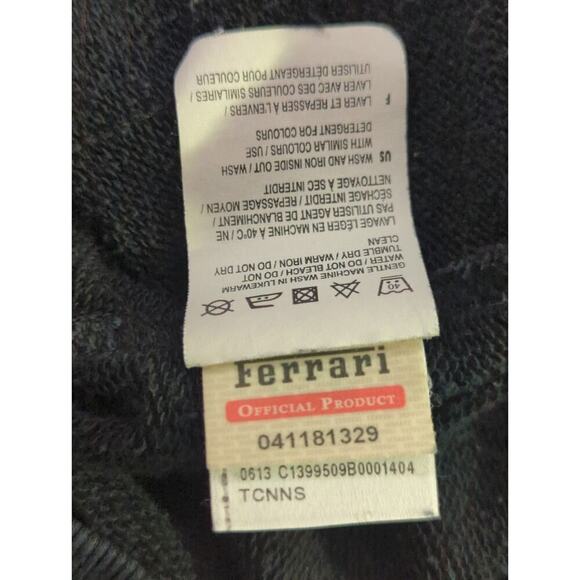 GENTLE MACHINE WASH IN LUKEWARM
WATER / DO NOT BLEACH / DO NOT
TUMBLE DRY / WARM IRON / DO NOT DRY
CLEAN
LAVAGE LÉGER EN MACHINE À 40°C / NE
PAS UTILISER AGENT DE BLANCHIMENT /
SÉCHAGE INTERDIT / REPASSAGE MOYEN /
NETTOYAGE À SEC INTERDIT
US WASH AND IRON INSIDE OUT / WASH
WITH SIMILAR COLOURS / USE
DETERGENT FOR COLOURS
F LAVER ET REPASSER À L'ENVERS /
LAVER AVEC DES COULEURS SIMILAIRES /
UTILISER DÉTERGEANT POUR COULEUR
Ferrari
OFFICIAL PRODUCT
041181329
0613 C1399509B0001404
TCNNS